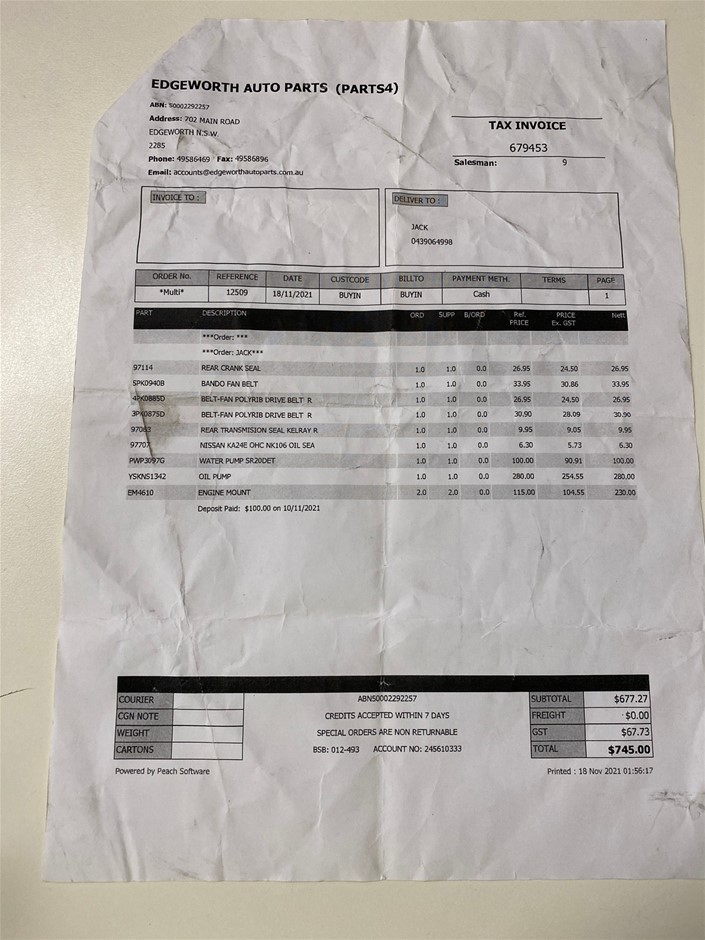 EDGEWORTH AUTO PARTS (PARTS4)
ABN: 50002292257
Address: 702 MAIN ROAD
EDGEWORTH N.S.W.
2285
Phone: 49586469 Fax: 49586896
Email: accounts@edgeworthautoparts.com.au
TAX INVOICE
679453
Salesman: 9
INVOICE TO :
DELIVER TO :
JACK
0439064998
ORDER No. REFERENCE DATE CUSTCODE BILLTO PAYMENT METH. TERMS PAGE
*Multi* 12509 18/11/2021 BUYIN BUYIN Cash 1
PART DESCRIPTION ORD SUPP B/ORD Ref. PRICE PRICE Ex. GST Nett
***Order: ***
***Order: JACK***
97114 REAR CRANK SEAL 1.0 1.0 0.0 26.95 24.50 26.95
5PK0940B BANDO FAN BELT 1.0 1.0 0.0 33.95 30.86 33.95
4PK0885D BELT-FAN POLYRIB DRIVE BELT R 1.0 1.0 0.0 26.95 24.50 26.95
3PK0875D BELT-FAN POLYRIB DRIVE BELT R 1.0 1.0 0.0 30.90 28.09 30.90
97063 REAR TRANSMISION SEAL KELRAY R 1.0 1.0 0.0 9.95 9.05 9.95
97707 NISSAN KA24E OHC NK106 OIL SEA 1.0 1.0 0.0 6.30 5.73 6.30
PWP3097G WATER PUMP SR20DET 1.0 1.0 0.0 100.00 90.91 100.00
YSKNS1342 OIL PUMP 1.0 1.0 0.0 280.00 254.55 280.00
EM4610 ENGINE MOUNT 2.0 2.0 0.0 115.00 104.55 230.00
Deposit Paid: $100.00 on 10/11/2021
COURIER ABN50002292257 SUBTOTAL $677.27
CGN NOTE CREDITS ACCEPTED WITHIN 7 DAYS FREIGHT $0.00
WEIGHT SPECIAL ORDERS ARE NON RETURNABLE GST $67.73
CARTONS BSB: 012-493 ACCOUNT NO: 245610333 TOTAL $745.00
Powered by Peach Software Printed : 18 Nov 2021 01:56:17